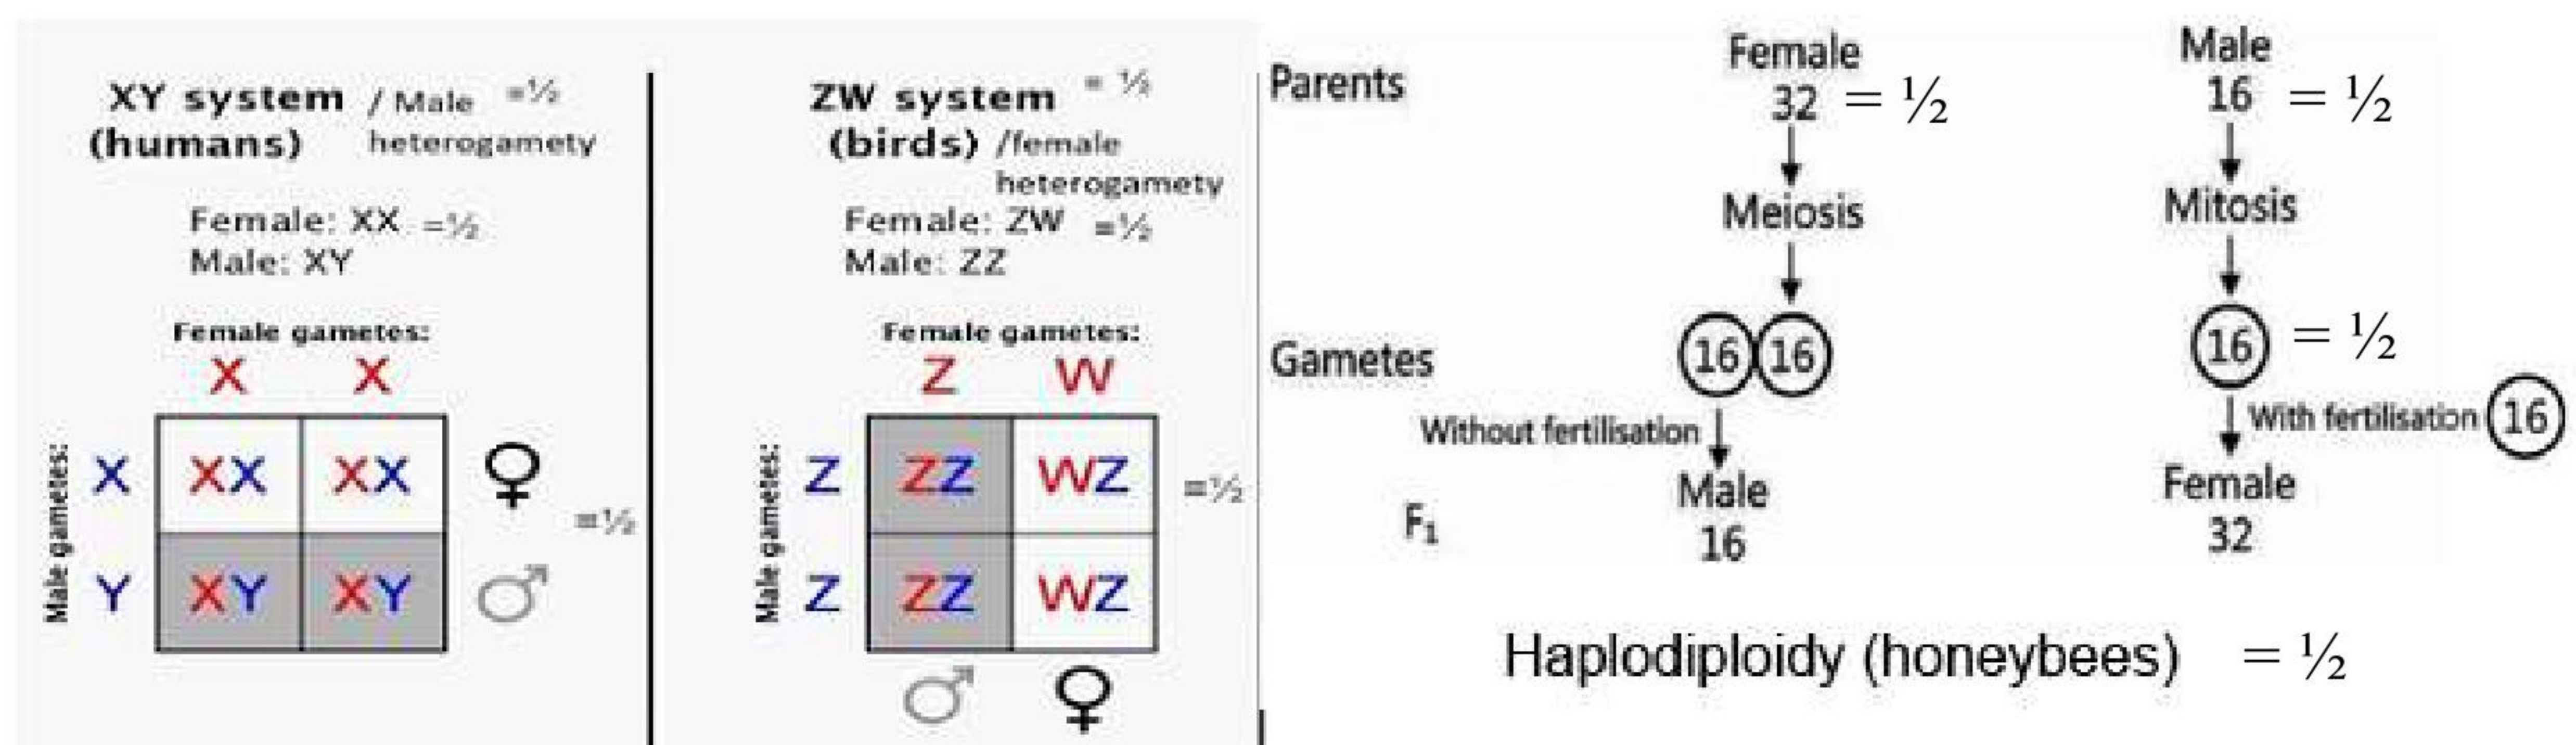 XY system / Male =½
(humans) heterogamety
Female: XX =½
Male: XY
Female gametes:
X X
Male gametes:
X XX XX ♀
=½
Y XY XY ♂
ZW system = ½
(birds) /female
heterogamety
Female: ZW =½
Male: ZZ
Female gametes:
Z W
Male gametes:
Z ZZ WZ =½
Z ZZ WZ
♂ ♀
Parents
Female
32 = ½
Male
16 = ½
Meiosis
Mitosis
Gametes
16 16
16 = ½
Without fertilisation
With fertilisation 16
F₁
Male
16
Female
32
Haplodiploidy (honeybees) = ½